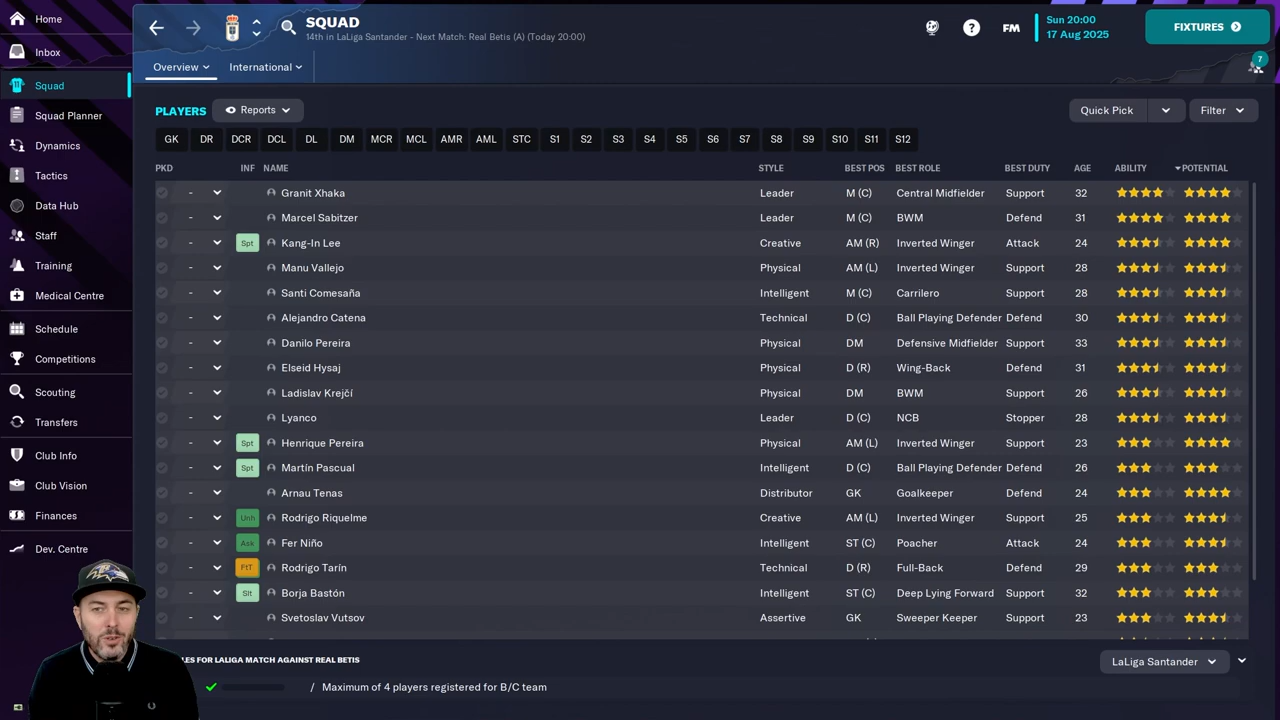 Home
Inbox
Squad
Squad Planner
Dynamics
Tactics
Data Hub
Staff
Training
Medical Centre
Schedule
Competitions
Scouting
Transfers
Club Info
Club Vision
Finances
Dev. Centre
SQUAD
14th in LaLiga Santander - Next Match: Real Betis (A) (Today 20:00)
FM
Sun 20:00
17 Aug 2025
FIXTURES
7
Overview International
PLAYERS Reports Quick Pick Filter
GK DR DCR DCL DL DM MCR MCL AMR AML STC S1 S2 S3 S4 S5 S6 S7 S8 S9 S10 S11 S12
PKD INF NAME STYLE BEST POS BEST ROLE BEST DUTY AGE ABILITY POTENTIAL
- Granit Xhaka Leader M (C) Central Midfielder Support 32
- Marcel Sabitzer Leader M (C) BWM Defend 31
- Spt Kang-In Lee Creative AM (R) Inverted Winger Attack 24
- Manu Vallejo Physical AM (L) Inverted Winger Support 28
- Santi Comesaña Intelligent M (C) Carrilero Support 28
- Alejandro Catena Technical D (C) Ball Playing Defender Defend 30
- Danilo Pereira Physical DM Defensive Midfielder Support 33
- Elseid Hysaj Physical D (R) Wing-Back Defend 31
- Ladislav Krejčí Physical DM BWM Support 26
- Lyanco Leader D (C) NCB Stopper 28
- Spt Henrique Pereira Physical AM (L) Inverted Winger Support 23
- Spt Martín Pascual Intelligent D (C) Ball Playing Defender Defend 26
- Arnau Tenas Distributor GK Goalkeeper Defend 24
- Unh Rodrigo Riquelme Creative AM (L) Inverted Winger Support 25
- Ask Fer Niño Intelligent ST (C) Poacher Attack 24
- FtT Rodrigo Tarín Technical D (R) Full-Back Defend 29
- Slt Borja Bastón Intelligent ST (C) Deep Lying Forward Support 32
- Svetoslav Vutsov Assertive GK Sweeper Keeper Support 23
LES FOR LALIGA MATCH AGAINST REAL BETIS LaLiga Santander
/ Maximum of 4 players registered for B/C team